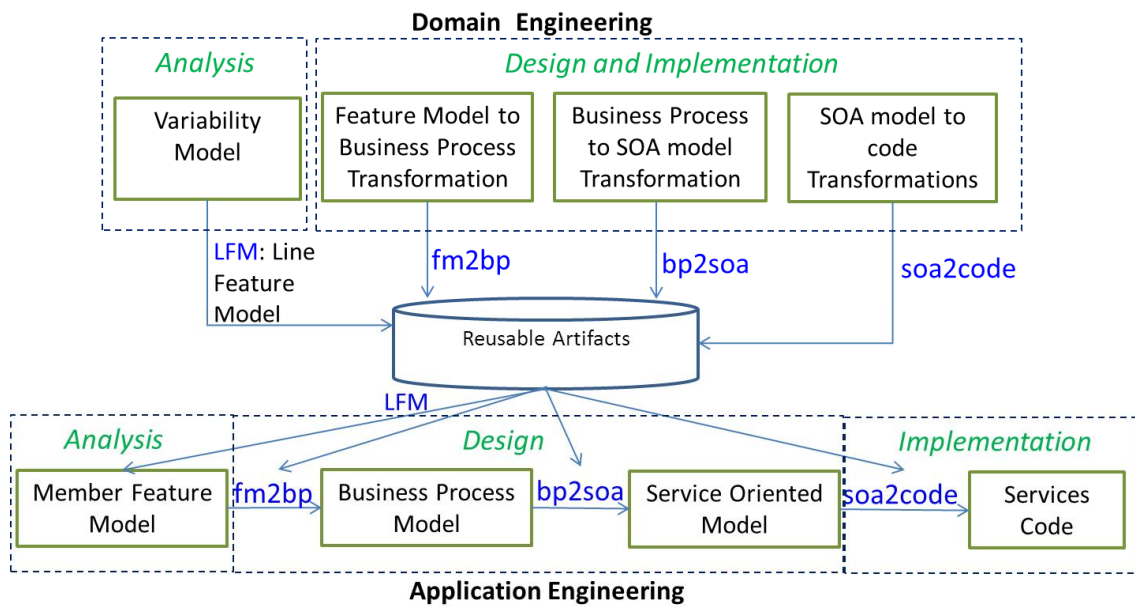 Domain Engineering
Analysis
Design and Implementation
Variability
Model
Feature Model to
Business Process
Transformation
Business Process
to SOA model
Transformation
SOA model to
code
Transformations
LFM: Line
Feature
Model
fm2bp
bp2soa
soa2code
Reusable Artifacts
LFM
Analysis
Design
Implementation
Member Feature
Model
fm2bp
Business Process
Model
bp2soa
Service Oriented
Model
soa2code
Services
Code
Application Engineering